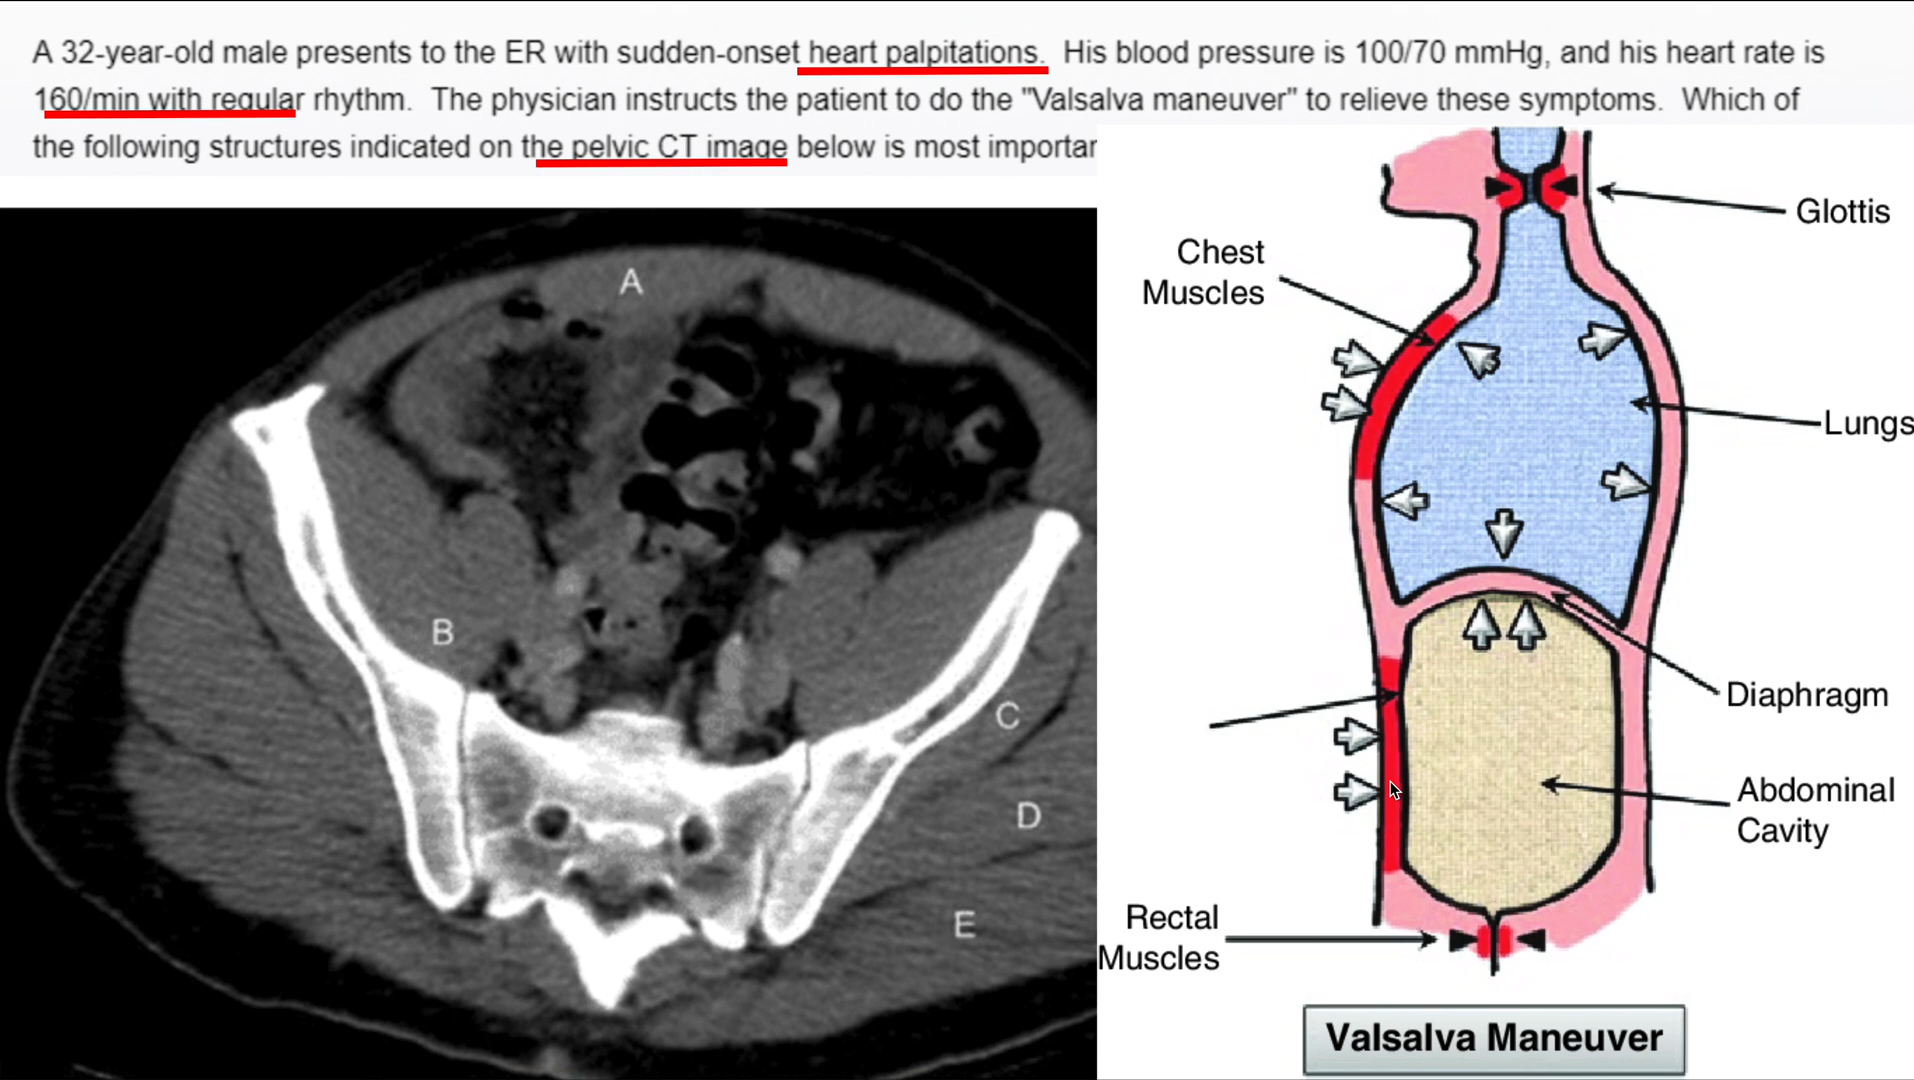 A 32-year-old male presents to the ER with sudden-onset heart palpitations. His blood pressure is 100/70 mmHg, and his heart rate is
160/min with regular rhythm. The physician instructs the patient to do the "Valsalva maneuver" to relieve these symptoms. Which of
the following structures indicated on the pelvic CT image below is most importan
A
B
C
D
E
Glottis
Chest
Muscles
Lungs
Diaphragm
Abdominal
Cavity
Rectal
Muscles
Valsalva Maneuver